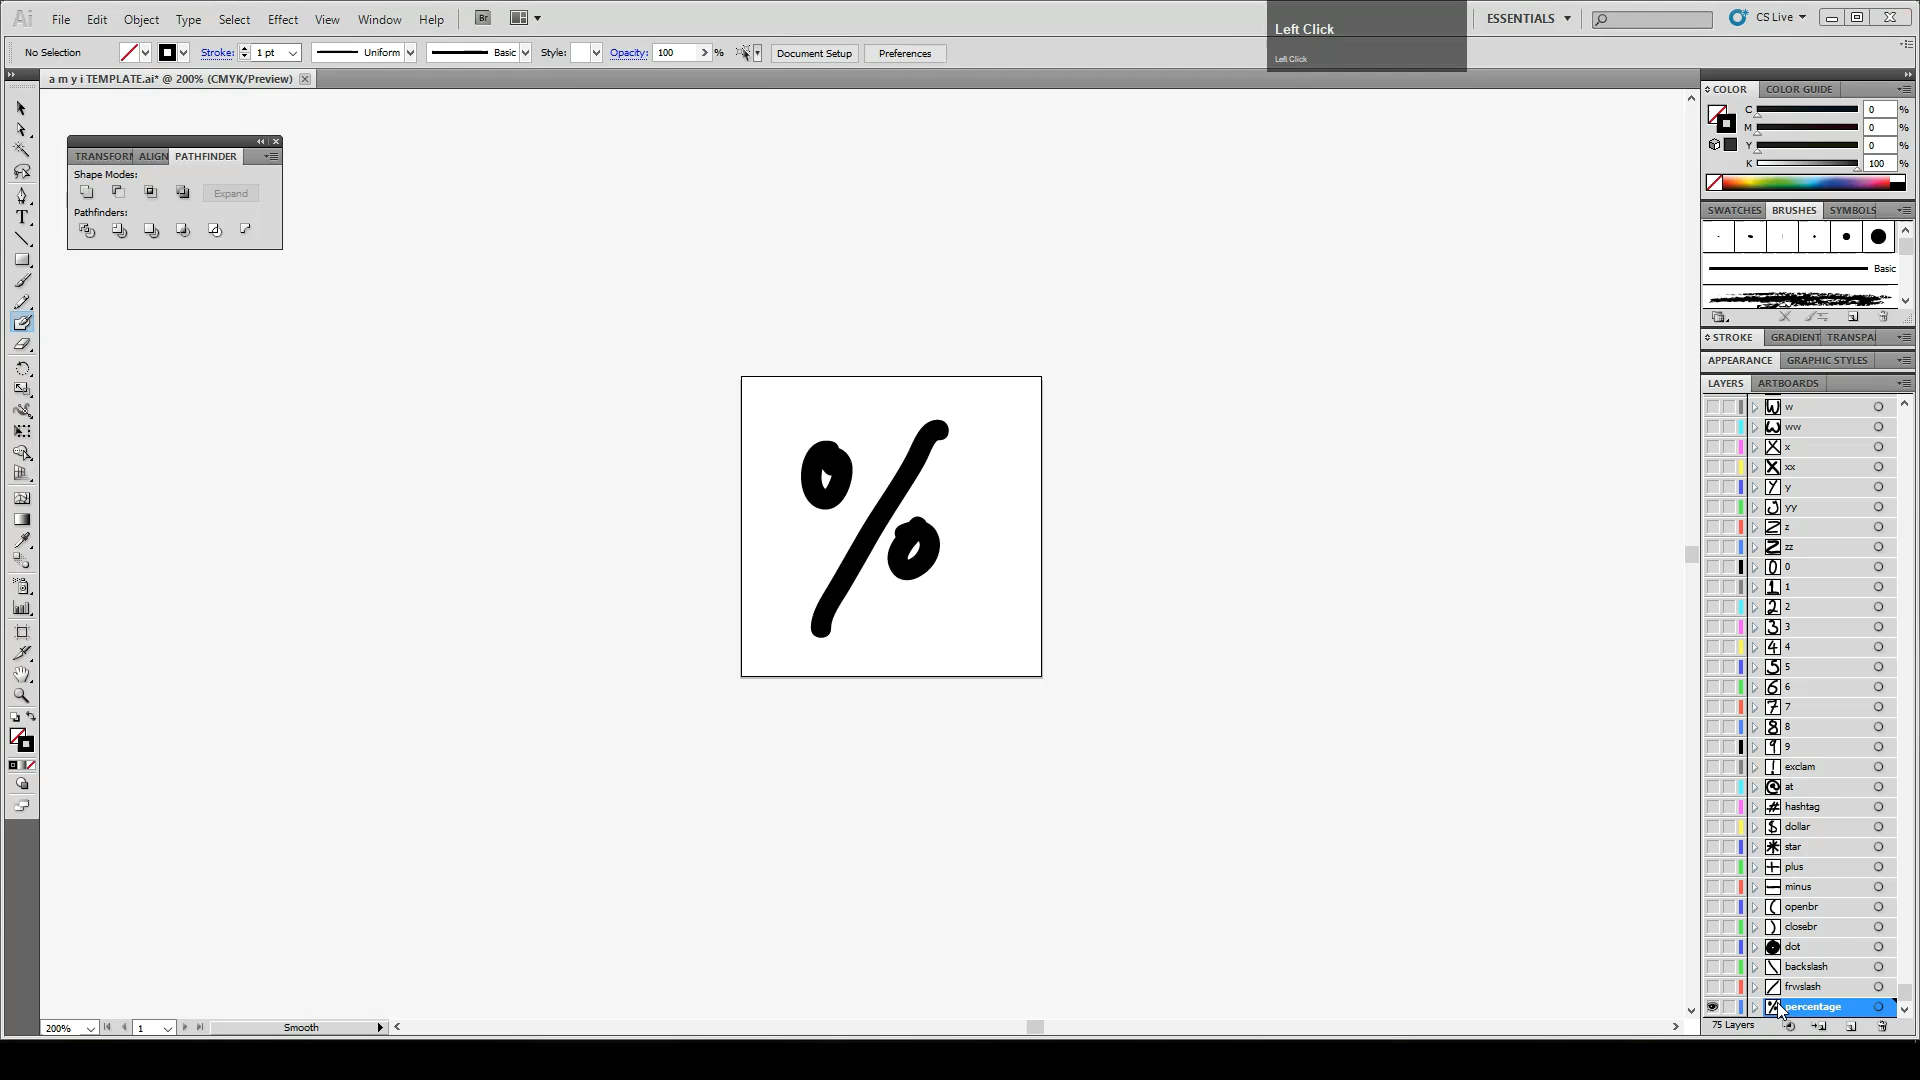 Ai File Edit Object Type Select Effect View Window Help Br ESSENTIALS CS Live
Left Click
Left Click
No Selection Stroke: 1 pt Uniform Basic Style: Opacity: 100 % Document Setup Preferences
a m y i TEMPLATE.ai* @ 200% (CMYK/Preview)
TRANSFORM ALIGN PATHFINDER
Shape Modes:
Expand
Pathfinders:
%
COLOR COLOR GUIDE
C 0 %
M 0 %
Y 0 %
K 100 %
SWATCHES BRUSHES SYMBOLS
Basic
STROKE GRADIENT TRANSPA
APPEARANCE GRAPHIC STYLES
LAYERS ARTBOARDS
w
ww
x
xx
y
yy
z
zz
0
1
2
3
4
5
6
7
8
9
exclam
at
hashtag
dollar
star
plus
minus
openbr
closebr
dot
backslash
frwslash
percentage
75 Layers
200% 1 Smooth